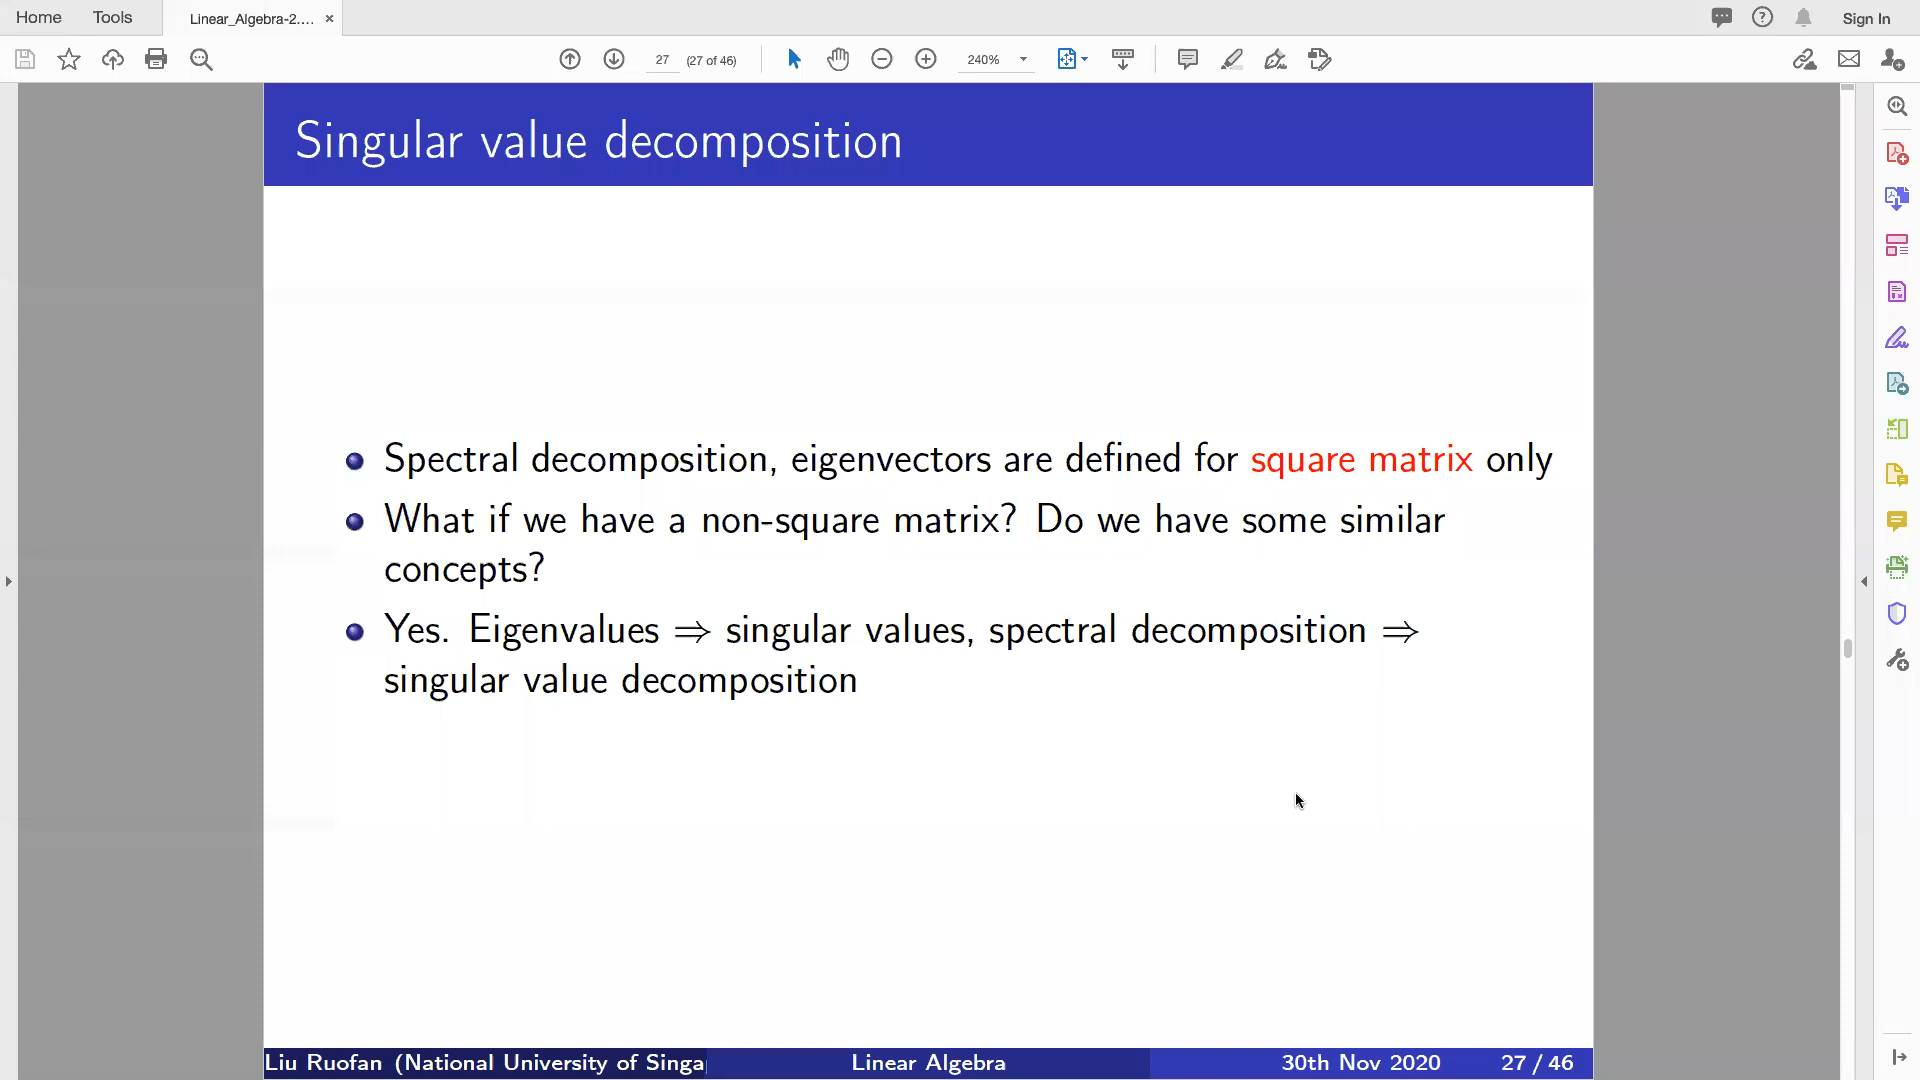 Home Tools Linear_Algebra-2.... × Sign In
27 (27 of 46) 240%
Singular value decomposition
Spectral decomposition, eigenvectors are defined for square matrix only
What if we have a non-square matrix? Do we have some similar
concepts?
Yes. Eigenvalues ⇒ singular values, spectral decomposition ⇒
singular value decomposition
Liu Ruofan (National University of Singa Linear Algebra 30th Nov 2020 27 / 46